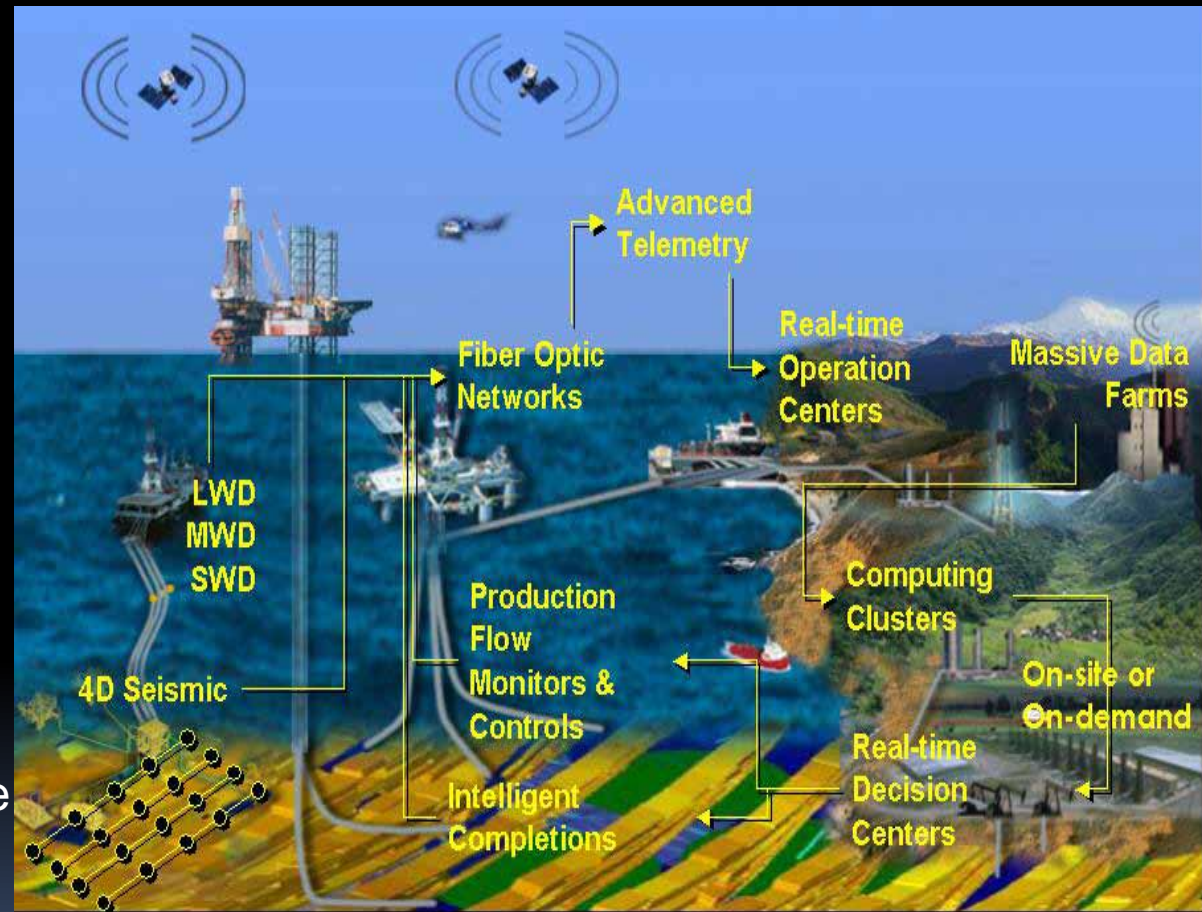 Advanced
Telemetry
Real-time
Operation
Centers
Massive Data
Farms
Fiber Optic
Networks
LWD
MWD
SWD
Computing
Clusters
Production
Flow
Monitors &
Controls
4D Seismic
On-site or
On-demand
Real-time
Decision
Centers
Intelligent
Completions
e